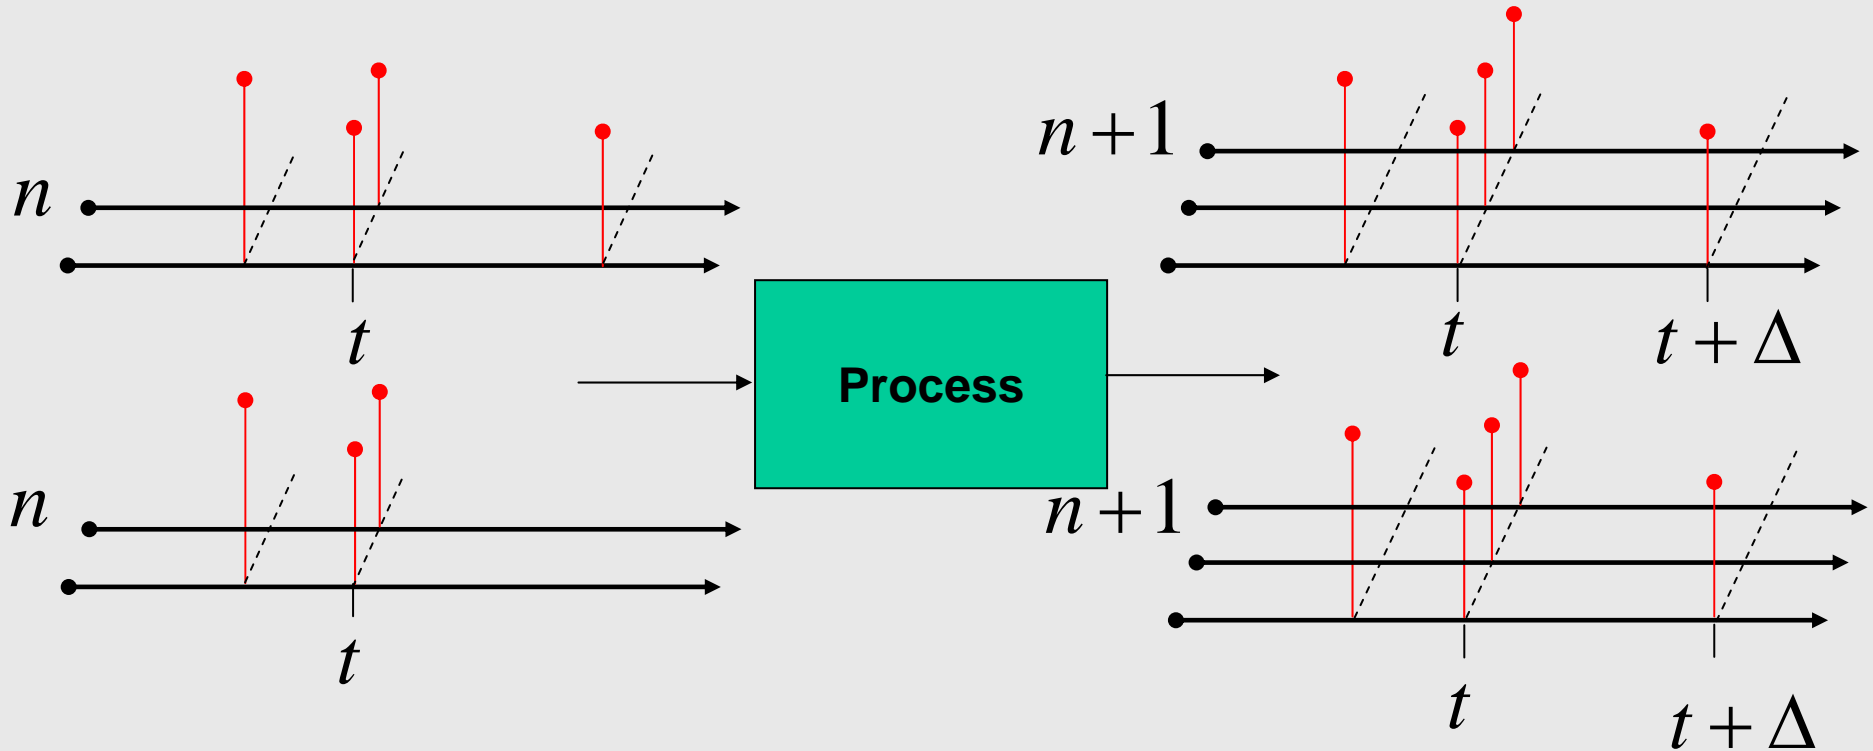 n
t
n
t
Process
n + 1
t
t + Δ
n + 1
t
t + Δ